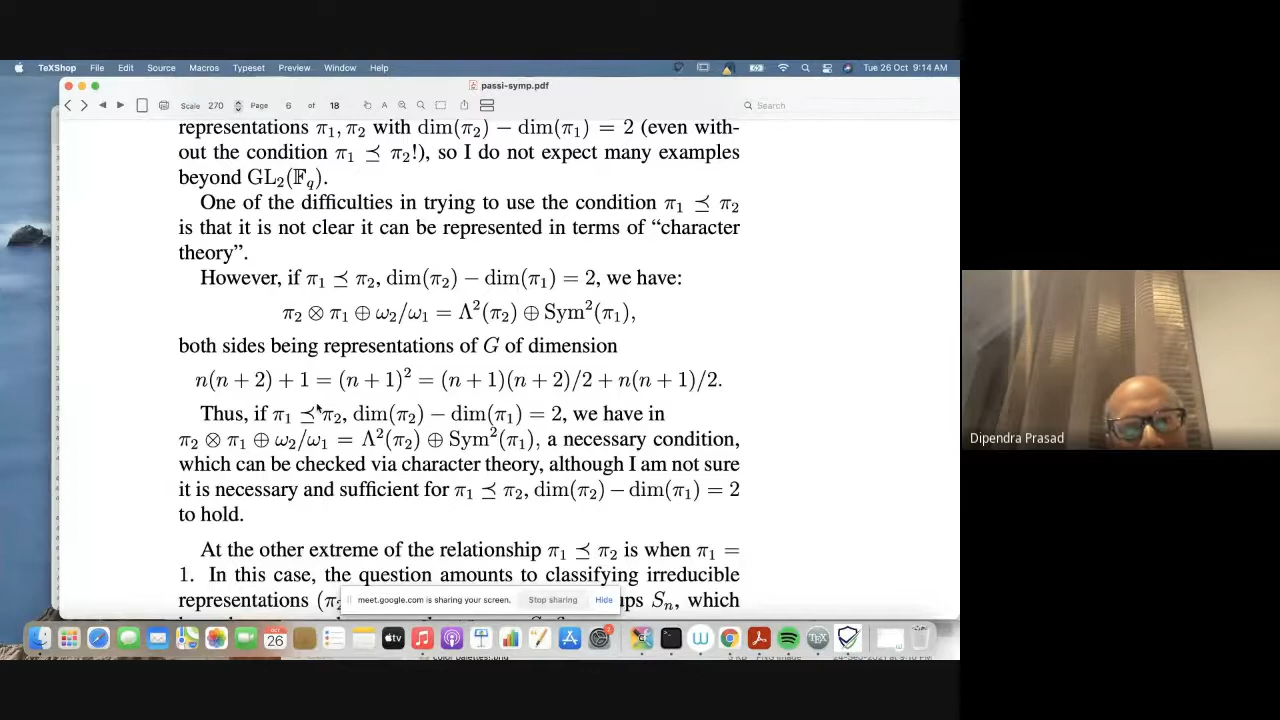 TeXShop File Edit Source Macros Typeset Preview Window Help Tue 26 Oct 9:14 AM
passi-symp.pdf
Scale 270 Page 6 of 18 Search
representations π₁, π₂ with dim(π₂) − dim(π₁) = 2 (even with-
out the condition π₁ ⪯ π₂!), so I do not expect many examples
beyond GL₂(𝔽_q).
One of the difficulties in trying to use the condition π₁ ⪯ π₂
is that it is not clear it can be represented in terms of “character
theory”.
However, if π₁ ⪯ π₂, dim(π₂) − dim(π₁) = 2, we have:
π₂ ⊗ π₁ ⊕ ω₂/ω₁ = Λ²(π₂) ⊕ Sym²(π₁),
both sides being representations of G of dimension
n(n + 2) + 1 = (n + 1)² = (n + 1)(n + 2)/2 + n(n + 1)/2.
Thus, if π₁ ⪯ π₂, dim(π₂) − dim(π₁) = 2, we have in
π₂ ⊗ π₁ ⊕ ω₂/ω₁ = Λ²(π₂) ⊕ Sym²(π₁), a necessary condition,
which can be checked via character theory, although I am not sure
it is necessary and sufficient for π₁ ⪯ π₂, dim(π₂) − dim(π₁) = 2
to hold.
At the other extreme of the relationship π₁ ⪯ π₂ is when π₁ =
1. In this case, the question amounts to classifying irreducible
representations (π₂ ups Sₙ, which
meet.google.com is sharing your screen. Stop sharing Hide
OCT
26
tv
TEX
Dipendra Prasad